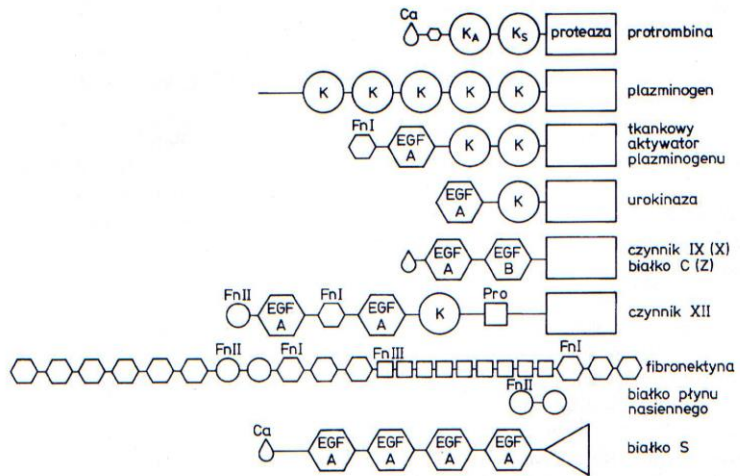 Ca
K_A K_S proteaza protrombina
K K K K K plazminogen
FnI
EGF A K K tkankowy aktywator plazminogenu
EGF A K urokinaza
EGF A EGF B czynnik IX (X)
białko C (Z)
FnII EGF A FnI EGF A K Pro czynnik XII
FnII FnI FnIII FnI fibronektyna
FnII białko płynu
nasiennego
Ca EGF A EGF A EGF A EGF A białko S